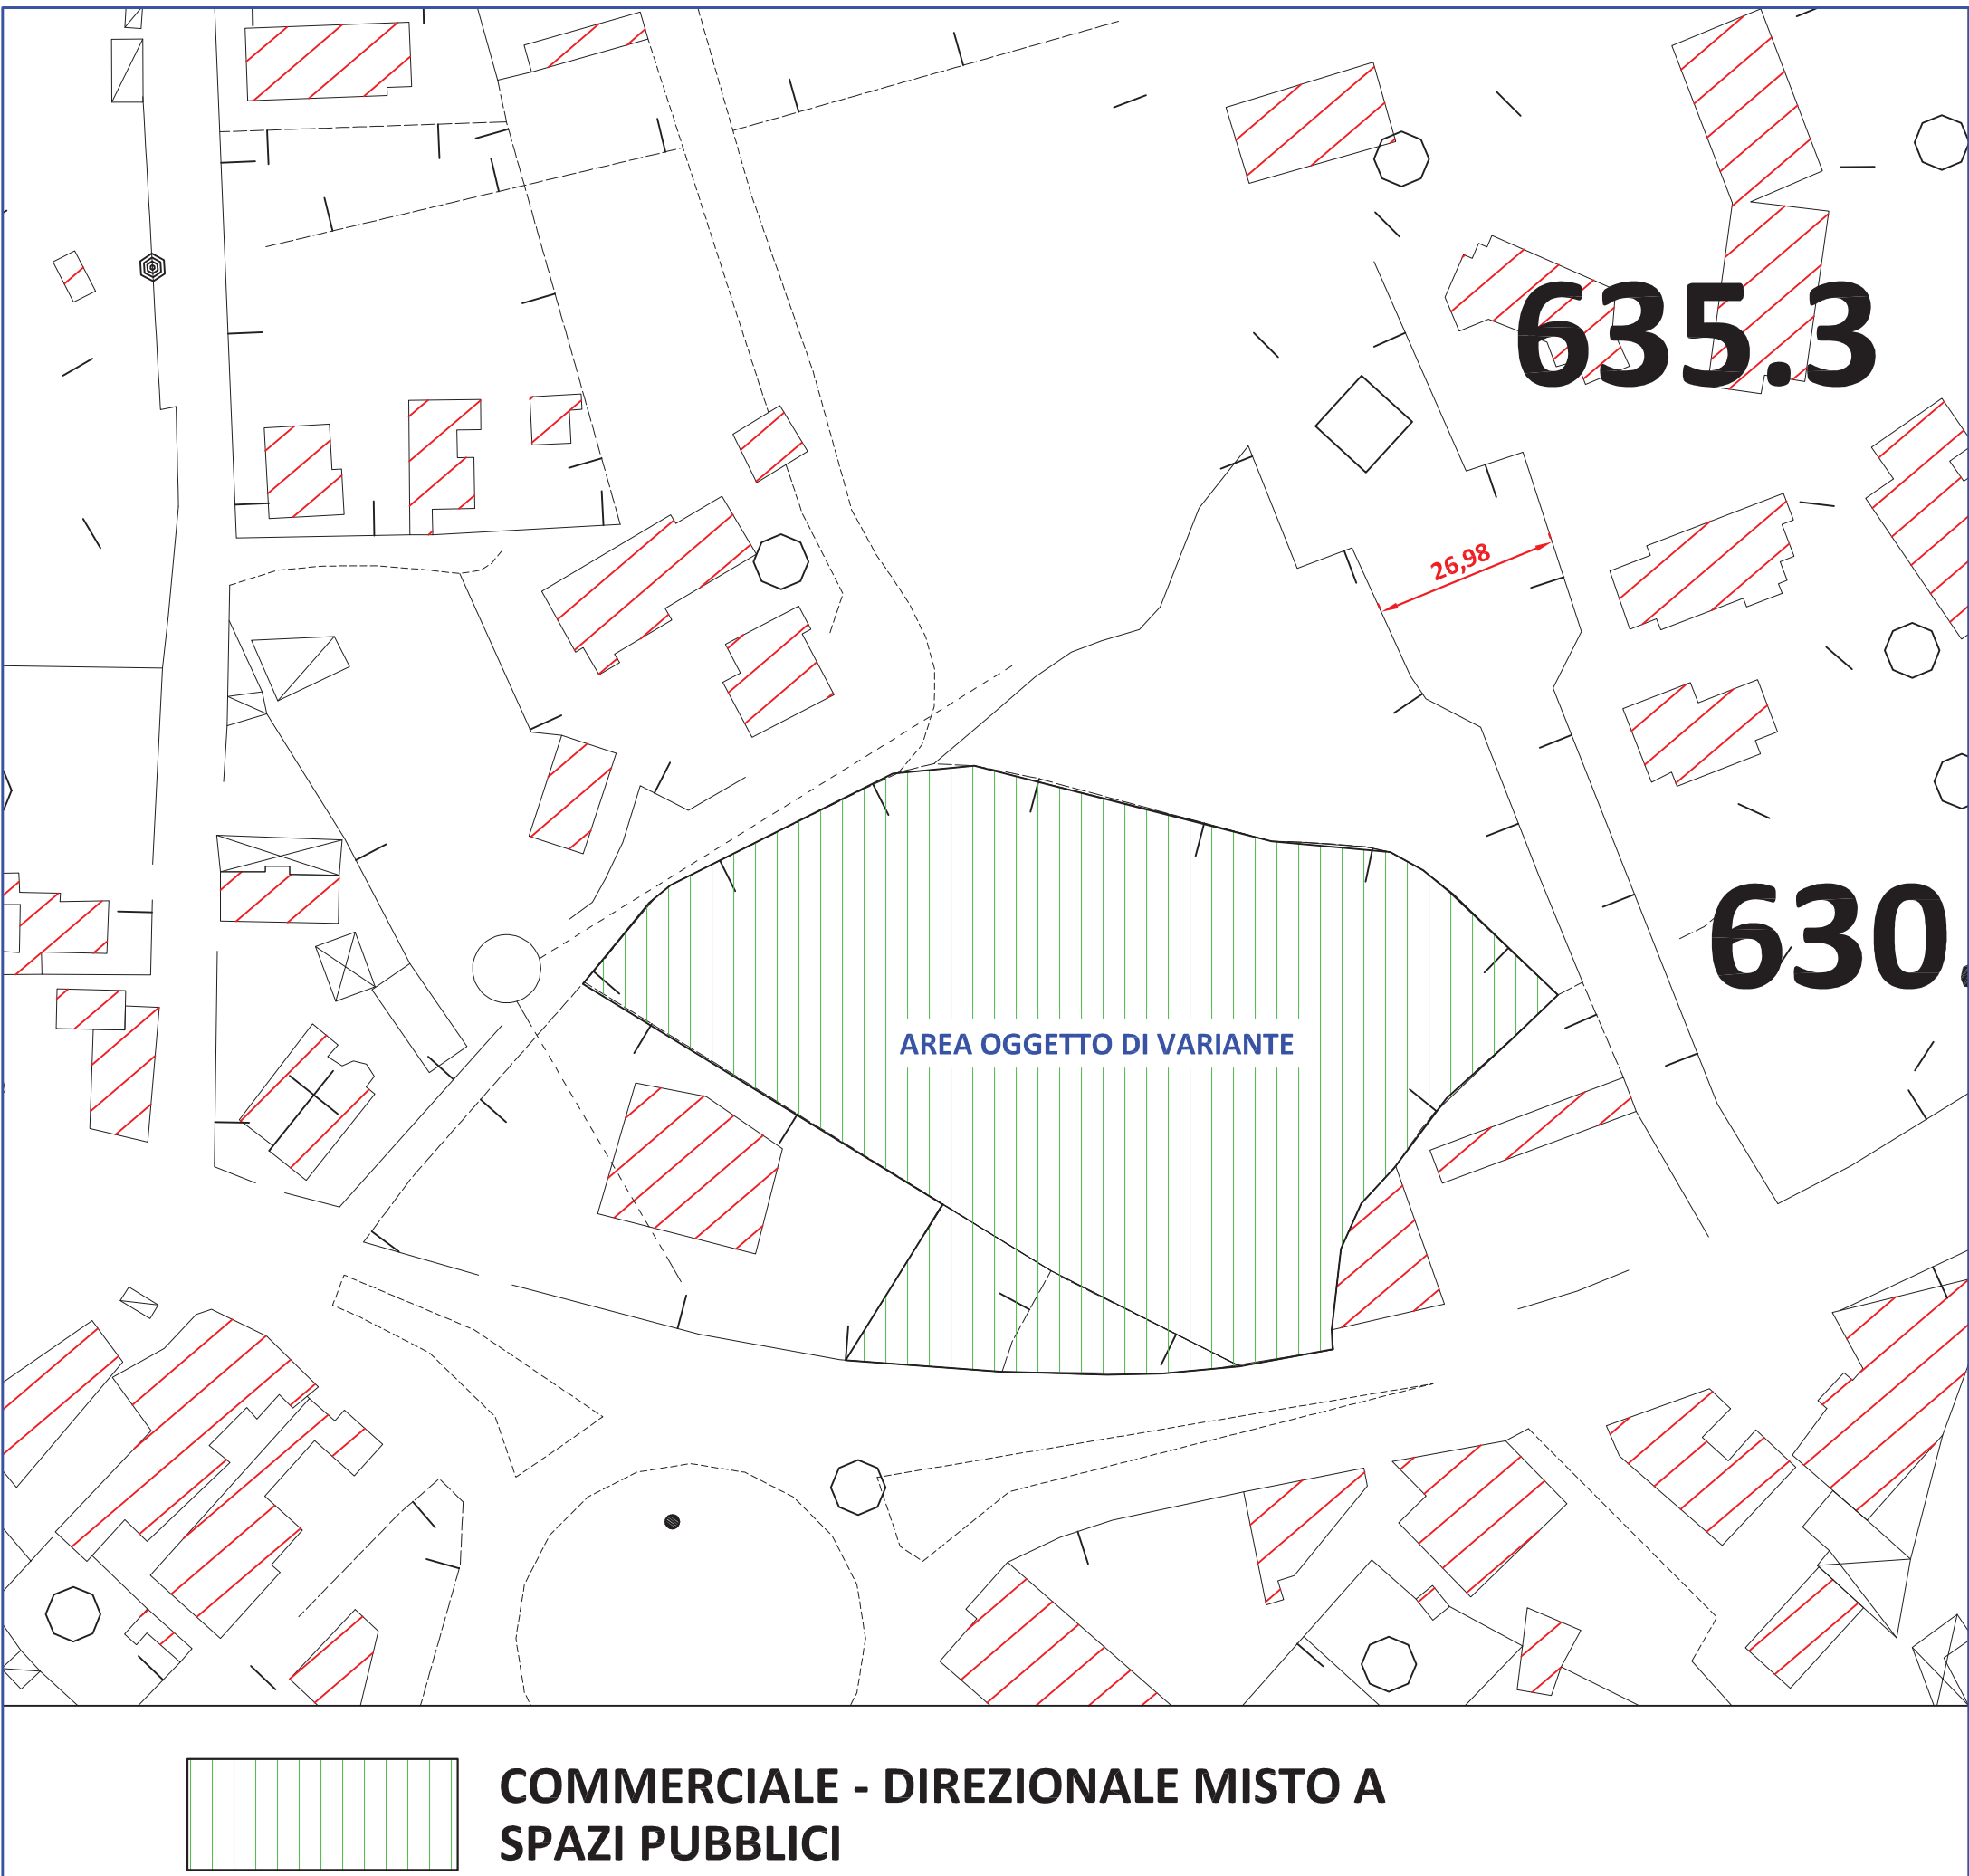 635.3
26,98
630.
AREA OGGETTO DI VARIANTE
COMMERCIALE - DIREZIONALE MISTO A
SPAZI PUBBLICI